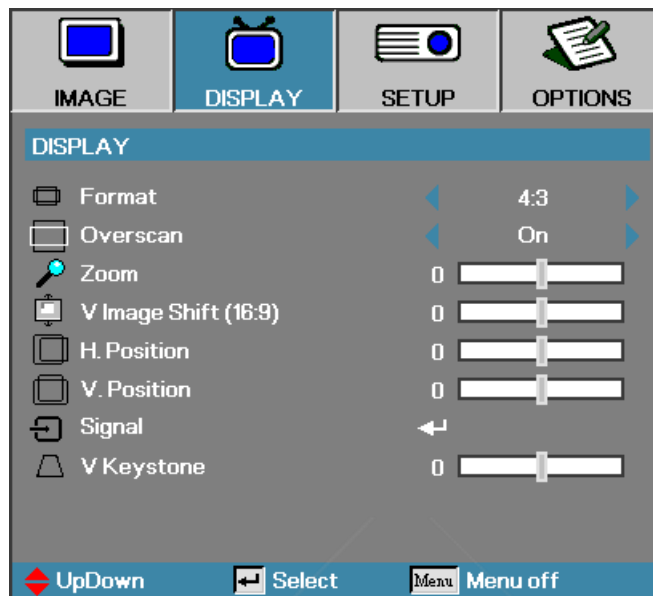 IMAGE DISPLAY SETUP OPTIONS
DISPLAY
Format 4:3
Overscan On
Zoom 0
V Image Shift (16:9) 0
H. Position 0
V. Position 0
Signal
V Keystone 0
UpDown Select Menu Menu off